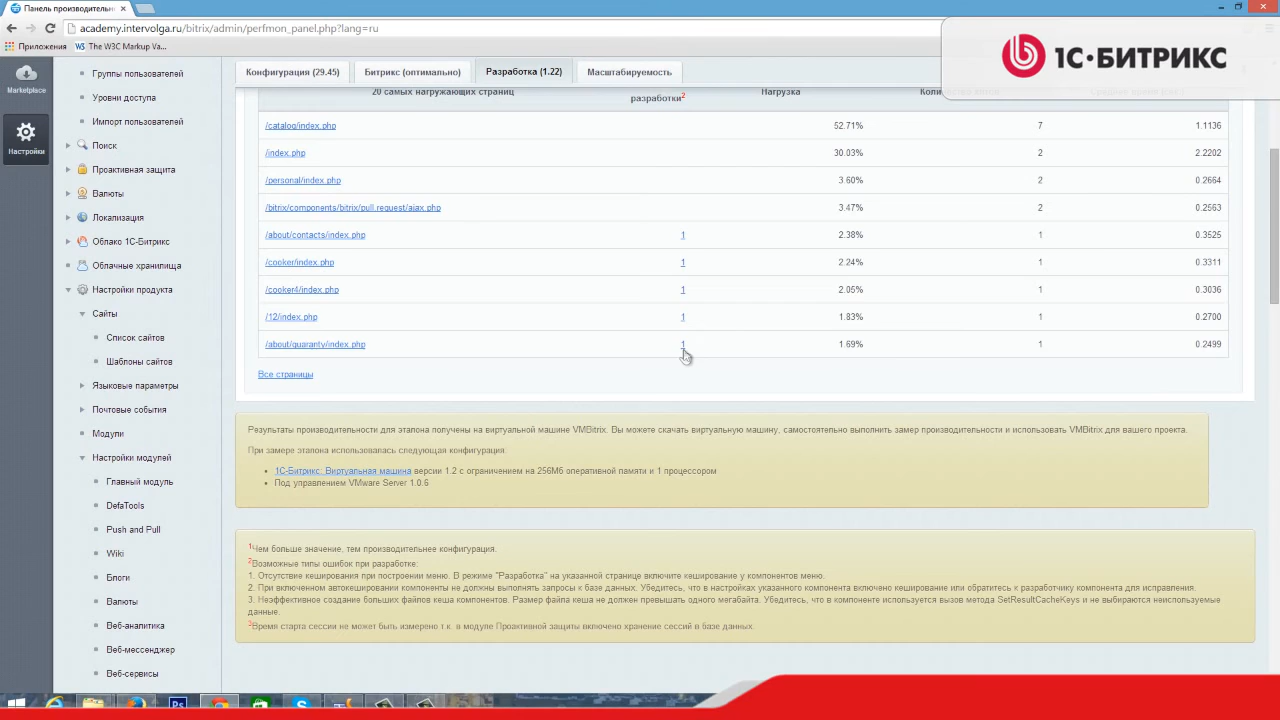 Панель производительн
academy.intervolga.ru/bitrix/admin/perfmon_panel.php?lang=ru
Приложения
The W3C Markup Va...
1С·БИТРИКС
Marketplace
Настройки
Группы пользователей
Уровни доступа
Импорт пользователей
Поиск
Проактивная защита
Валюты
Локализация
Облако 1С-Битрикс
Облачные хранилища
Настройки продукта
Сайты
Список сайтов
Шаблоны сайтов
Языковые параметры
Почтовые события
Модули
Настройки модулей
Главный модуль
DefaTools
Push and Pull
Wiki
Блоги
Валюты
Веб-аналитика
Веб-мессенджер
Веб-сервисы
Конфигурация (29.45)
Битрикс (оптимально)
Разработка (1.22)
Масштабируемость
20 самых нагружающих страниц
разработки2
Нагрузка
/catalog/index.php 52.71% 7 1.1136
/index.php 30.03% 2 2.2202
/personal/index.php 3.60% 2 0.2664
/bitrix/components/bitrix/pull.request/ajax.php 3.47% 2 0.2563
/about/contacts/index.php 1 2.38% 1 0.3525
/cooker/index.php 1 2.24% 1 0.3311
/cooker4/index.php 1 2.05% 1 0.3036
/12/index.php 1 1.83% 1 0.2700
/about/guaranty/index.php 1 1.69% 1 0.2499
Все страницы
Результаты производительности для эталона получены на виртуальной машине VMBitrix. Вы можете скачать виртуальную машину, самостоятельно выполнить замер производительности и использовать VMBitrix для вашего проекта.
При замере эталона использовалась следующая конфигурация:
1С-Битрикс: Виртуальная машина версии 1.2 с ограничением на 256Мб оперативной памяти и 1 процессором
Под управлением VMware Server 1.0.6
1Чем больше значение, тем производительнее конфигурация.
2Возможные типы ошибок при разработке:
1. Отсутствие кеширования при построении меню. В режиме "Разработка" на указанной странице включите кеширование у компонентов меню.
2. При включенном автокешировании компоненты не должны выполнять запросы к базе данных. Убедитесь, что в настройках указанного компонента включено кеширование или обратитесь к разработчику компонента для исправления.
3. Неэффективное создание больших файлов кеша компонентов. Размер файла кеша не должен превышать одного мегабайта. Убедитесь, что в компоненте используется вызов метода SetResultCacheKeys и не выбираются неиспользуемые
данные.
3Время старта сессии не может быть измерено т.к. в модуле Проактивной защиты включено хранение сессий в базе данных.